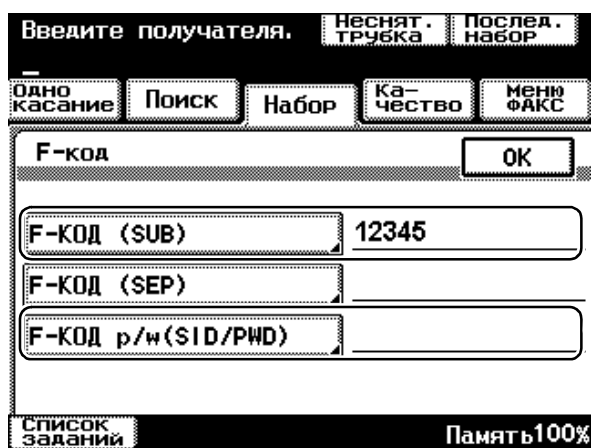 Введите получателя.
Неснят. трубка
Послед. набор
Одно касание
Поиск
Набор
Ка-чество
Меню ФАКС
F-код
OK
F-КОД (SUB) 12345
F-КОД (SEP)
F-КОД p/w(SID/PWD)
Список заданий
Память100%